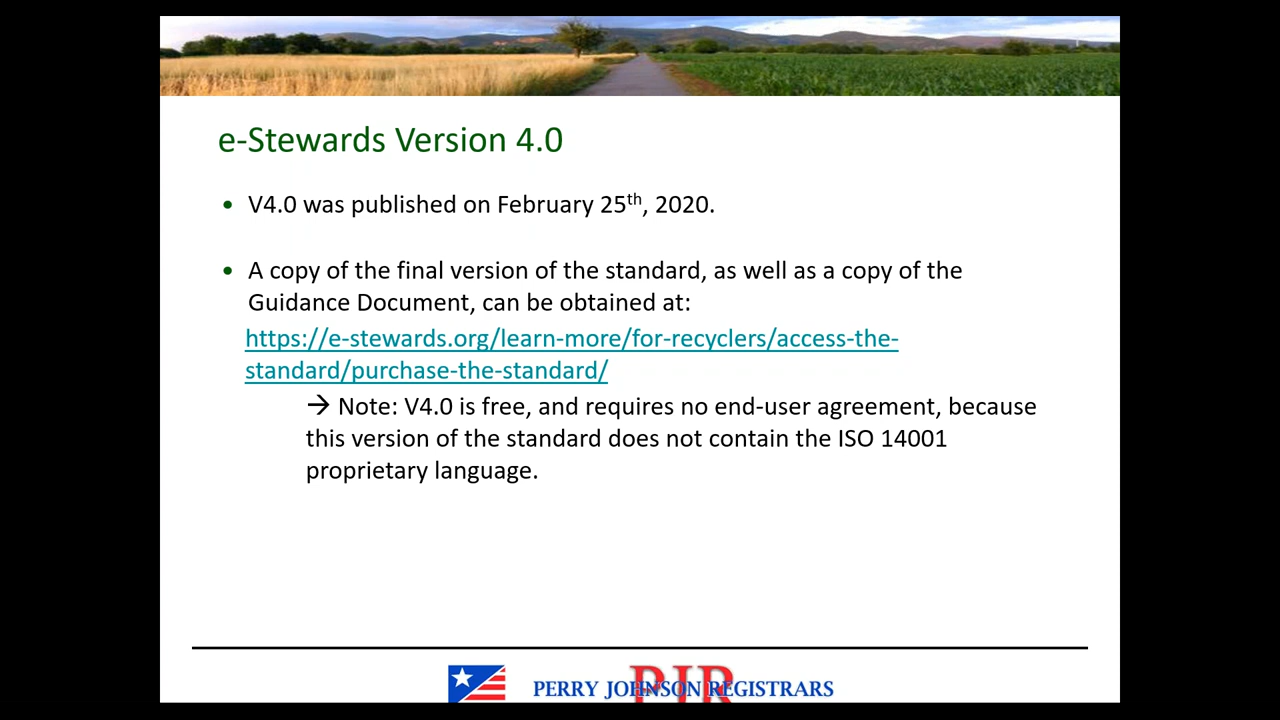 e-Stewards Version 4.0
• V4.0 was published on February 25th, 2020.
• A copy of the final version of the standard, as well as a copy of the
Guidance Document, can be obtained at:
https://e-stewards.org/learn-more/for-recyclers/access-the-
standard/purchase-the-standard/
→ Note: V4.0 is free, and requires no end-user agreement, because
this version of the standard does not contain the ISO 14001
proprietary language.
PJR
PERRY JOHNSON REGISTRARS